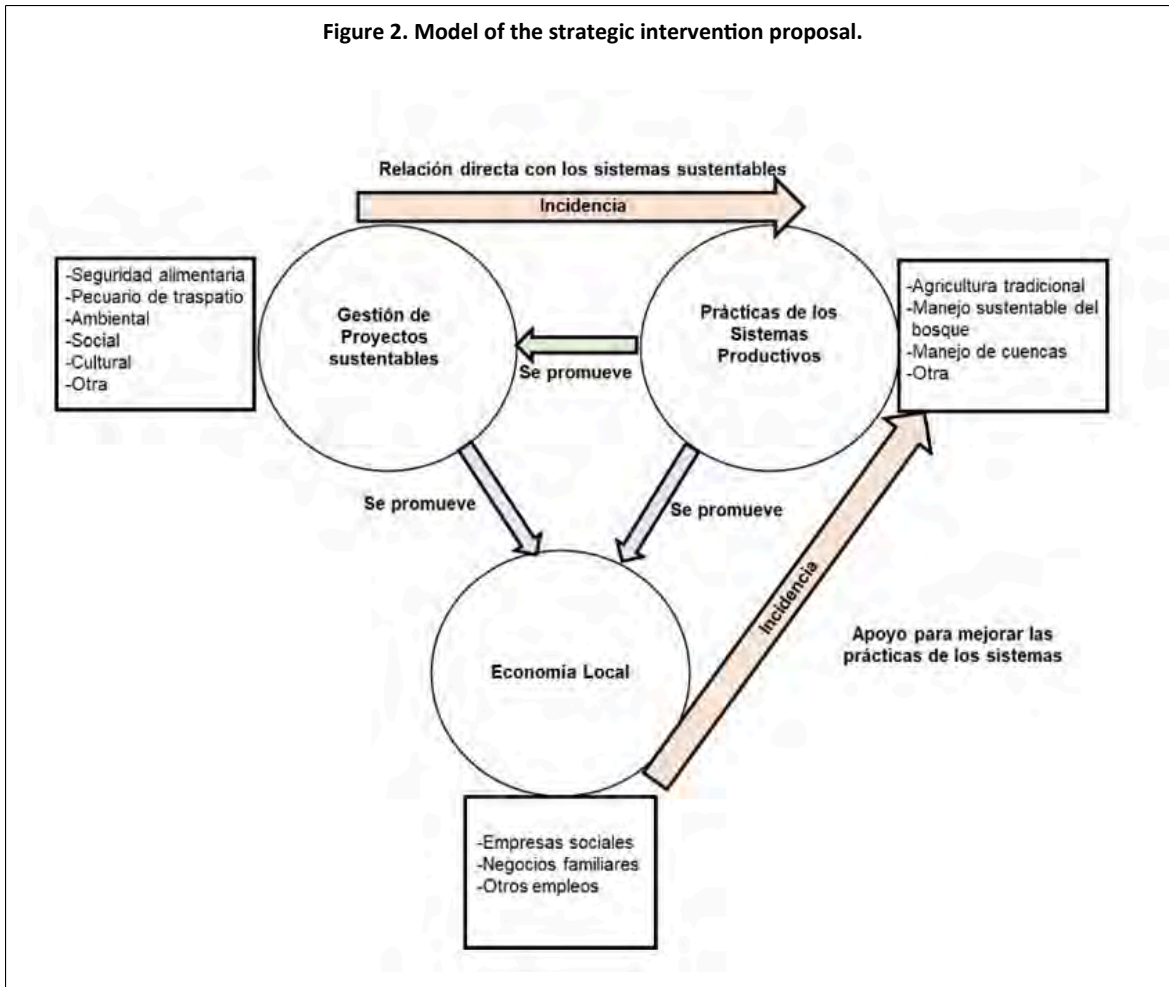 Figure 2. Model of the strategic intervention proposal.
Relación directa con los sistemas sustentables
Incidencia
-Seguridad alimentaria
-Pecuario de traspatio
-Ambiental
-Social
-Cultural
-Otra
Gestión de
Proyectos
sustentables
Se promueve
Prácticas de los
Sistemas
Productivos
-Agricultura tradicional
-Manejo sustentable del
bosque
-Manejo de cuencas
-Otra
Se promueve
Se promueve
Incidencia
Apoyo para mejorar las
prácticas de los sistemas
Economía Local
-Empresas sociales
-Negocios familiares
-Otros empleos